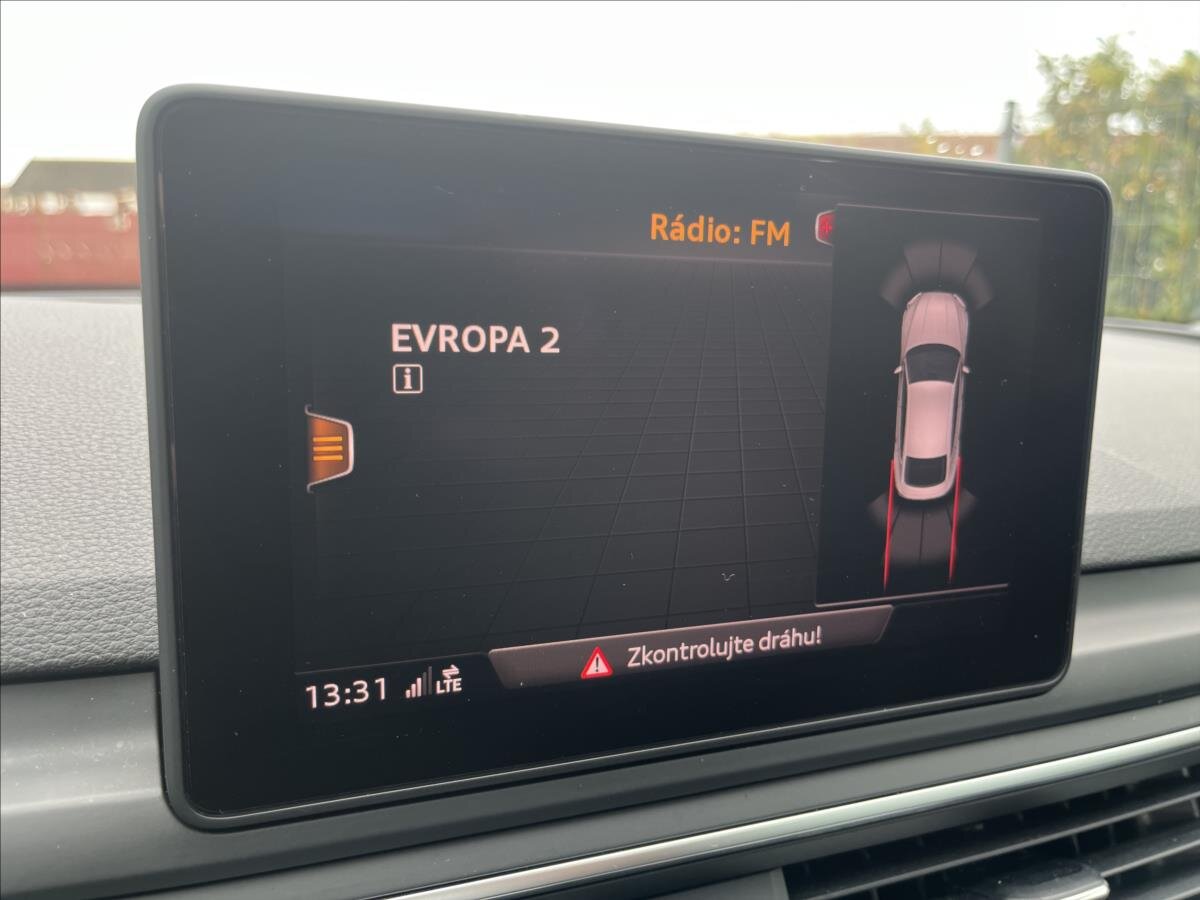 Rádio: FM
EVROPA 2
i
Zkontrolujte dráhu!
13:31 LTE